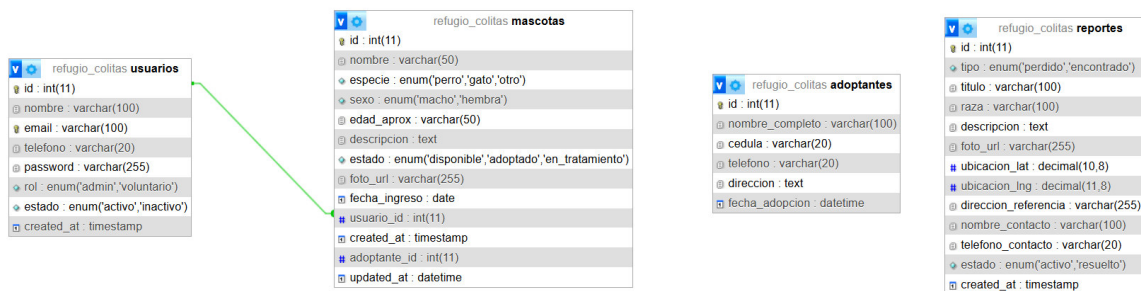 refugio_colitas usuarios
id : int(11)
nombre : varchar(100)
email : varchar(100)
telefono : varchar(20)
password : varchar(255)
rol : enum('admin','voluntario')
estado : enum('activo','inactivo')
created_at : timestamp
refugio_colitas mascotas
id : int(11)
nombre : varchar(50)
especie : enum('perro','gato','otro')
sexo : enum('macho','hembra')
edad_aprox : varchar(50)
descripcion : text
estado : enum('disponible','adoptado','en_tratamiento')
foto_url : varchar(255)
fecha_ingreso : date
usuario_id : int(11)
created_at : timestamp
adoptante_id : int(11)
updated_at : datetime
refugio_colitas adoptantes
id : int(11)
nombre_completo : varchar(100)
cedula : varchar(20)
telefono : varchar(20)
direccion : text
fecha_adopcion : datetime
refugio_colitas reportes
id : int(11)
tipo : enum('perdido','encontrado')
titulo : varchar(100)
raza : varchar(100)
descripcion : text
foto_url : varchar(255)
ubicacion_lat : decimal(10,8)
ubicacion_lng : decimal(11,8)
direccion_referencia : varchar(255)
nombre_contacto : varchar(100)
telefono_contacto : varchar(20)
estado : enum('activo','resuelto')
created_at : timestamp